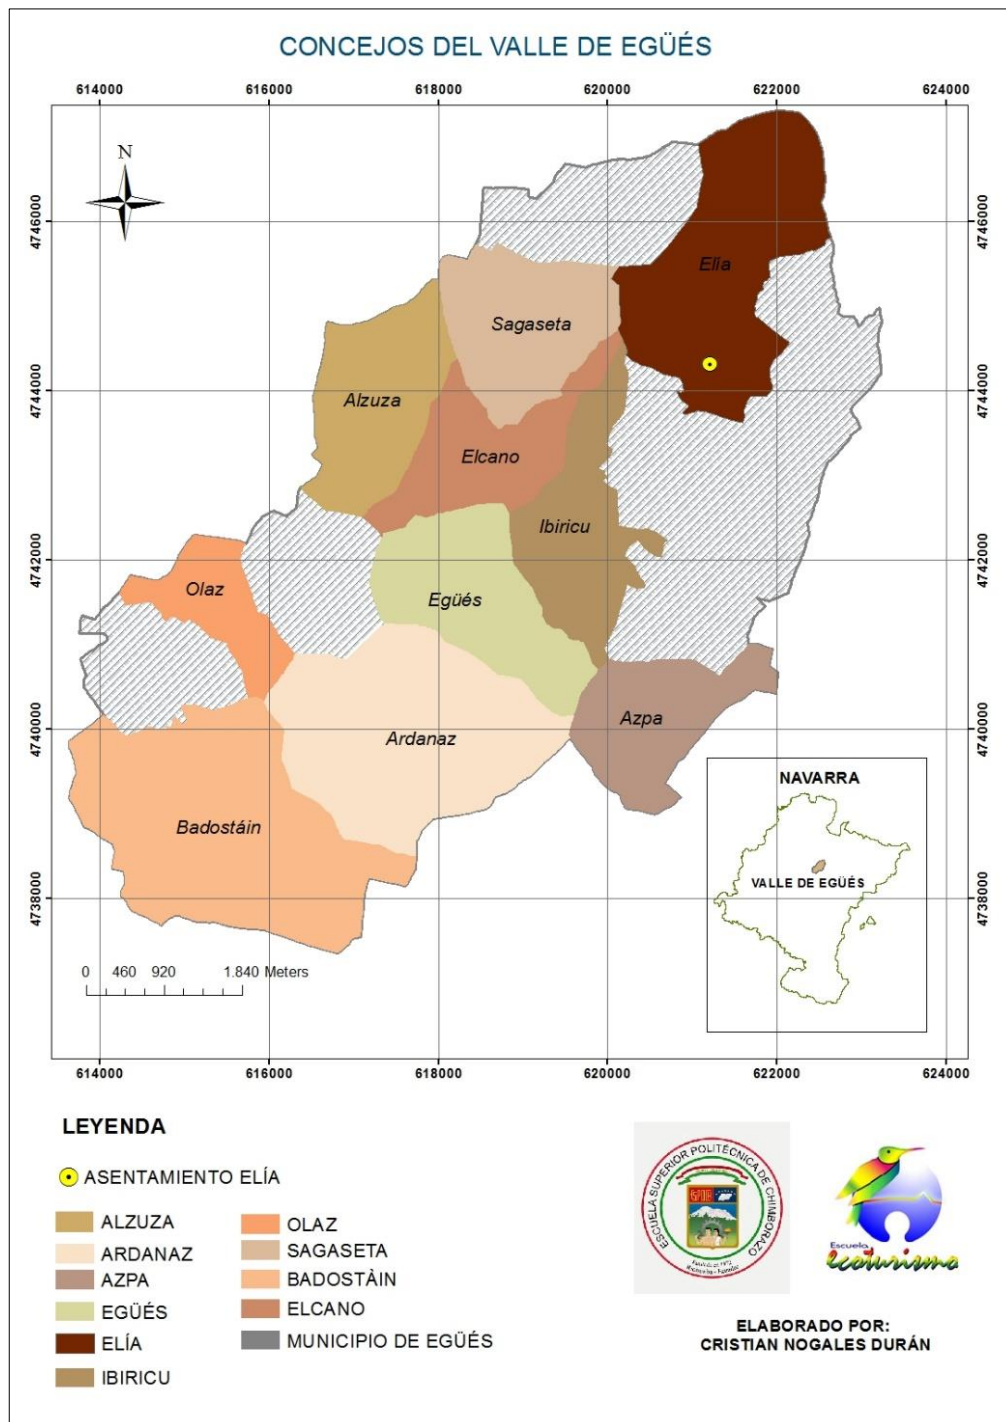 CONCEJOS DEL VALLE DE EGÜÉS
614000 616000 618000 620000 622000 624000
N
4746000 4746000
Elía
Sagaseta
4744000 4744000
Alzuza
Elcano
Ibiricu
4742000 4742000
Olaz
Egüés
Azpa
4740000 4740000
Ardanaz
NAVARRA
Badostáin
VALLE DE EGÜÉS
4738000 4738000
0 460 920 1.840 Meters
614000 616000 618000 620000 622000 624000
LEYENDA
ASENTAMIENTO ELÍA
ALZUZA
ARDANAZ
AZPA
EGÜÉS
ELÍA
IBIRICU
OLAZ
SAGASETA
BADOSTÀIN
ELCANO
MUNICIPIO DE EGÜÉS
ESCUELA SUPERIOR POLITÉCNICA DE CHIMBORAZO
Escuela
ecoturismo
ELABORADO POR:
CRISTIAN NOGALES DURÁN